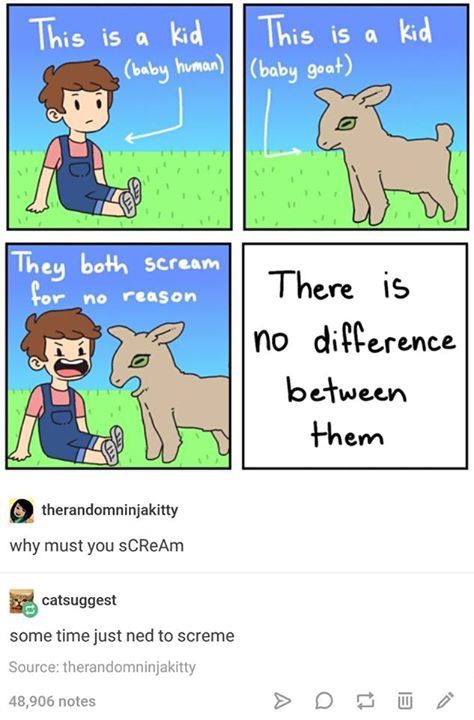 This is a kid
(baby human)
This is a kid
(baby goat)
They both scream
for no reason
There is
no difference
between
them
therandomninjakitty
why must you sCReAm
catsuggest
some time just ned to screme
Source: therandomninjakitty
48,906 notes